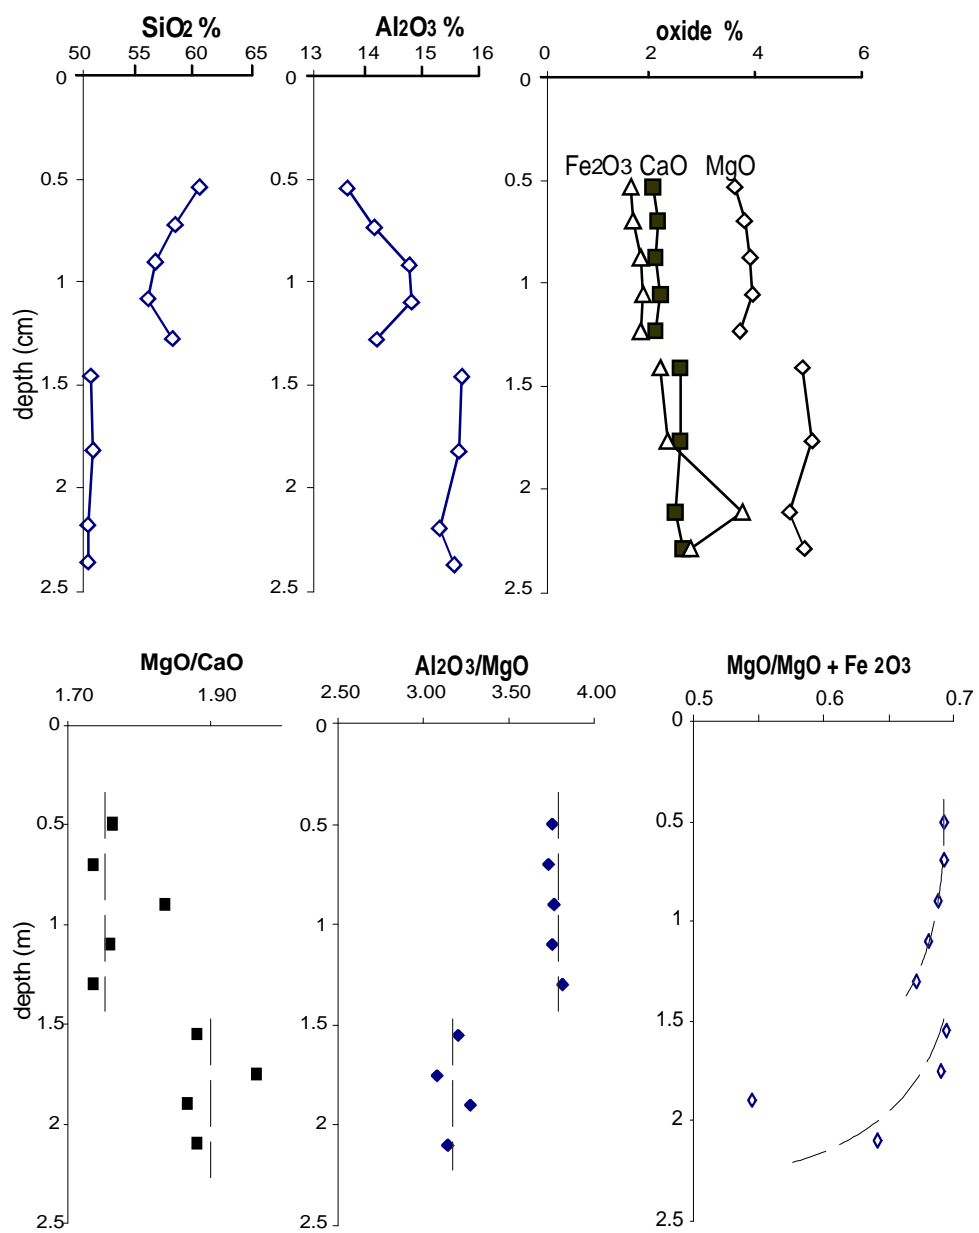 SiO2 %
Al2O3 %
oxide %
50 55 60 65
13 14 15 16
0 2 4 6
0 0 0
Fe2O3 CaO MgO
0.5 0.5 0.5
1 1 1
depth (cm)
1.5 1.5 1.5
2 2 2
2.5 2.5 2.5
MgO/CaO
Al2O3/MgO
MgO/MgO + Fe 2O3
1.70 1.90
2.50 3.00 3.50 4.00
0.5 0.6 0.7
0 0 0
0.5 0.5 0.5
1 1 1
depth (m)
1.5 1.5 1.5
2 2 2
2.5 2.5 2.5